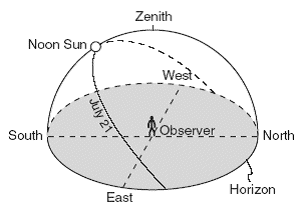 Zenith
Noon Sun
West
July 21
South
Observer
North
Horizon
East